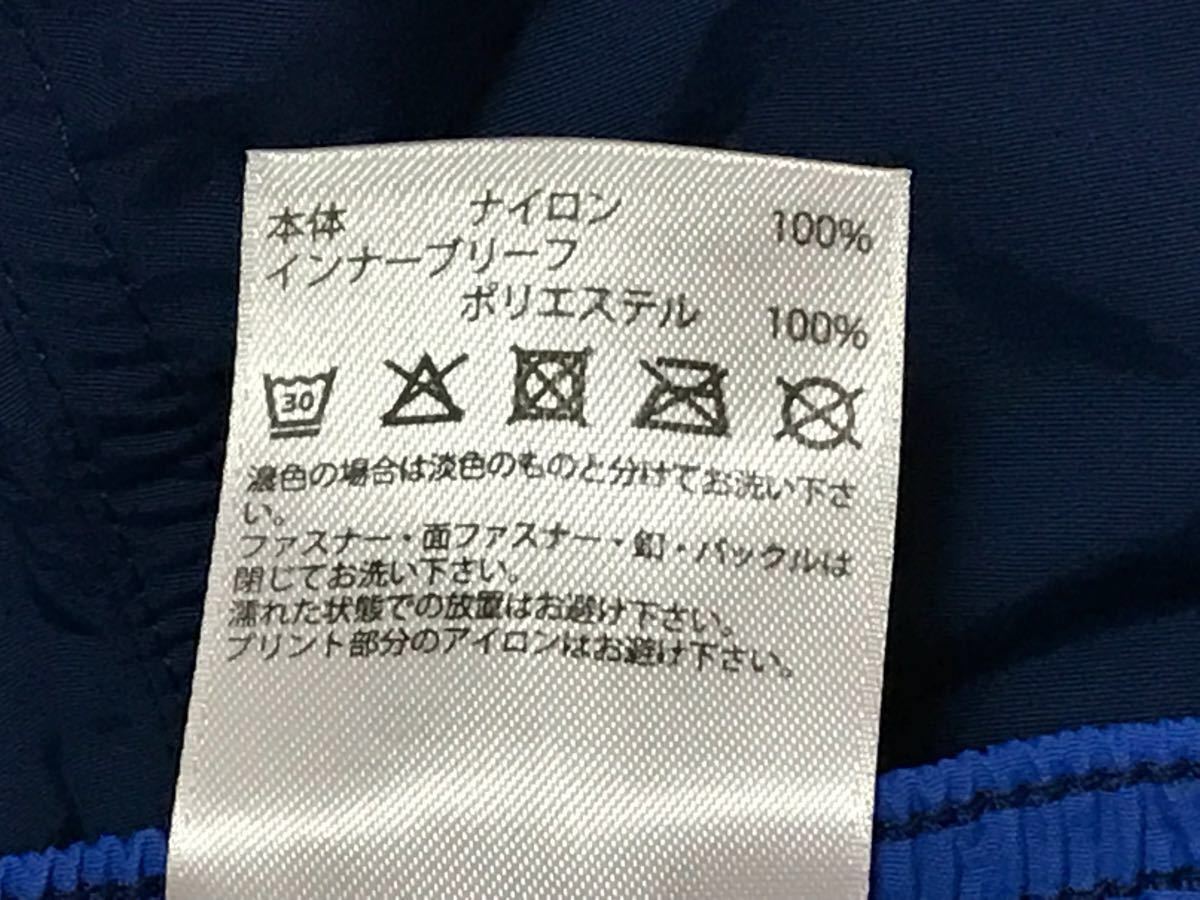 本体 ナイロン 100%
インナーブリーフ
ポリエステル 100%
30
濃色の場合は淡色のものと分けてお洗い下さ
い。
ファスナー・面ファスナー・釦・バックルは
閉じてお洗い下さい。
濡れた状態での放置はお避け下さい。
プリント部分のアイロンはお避け下さい。